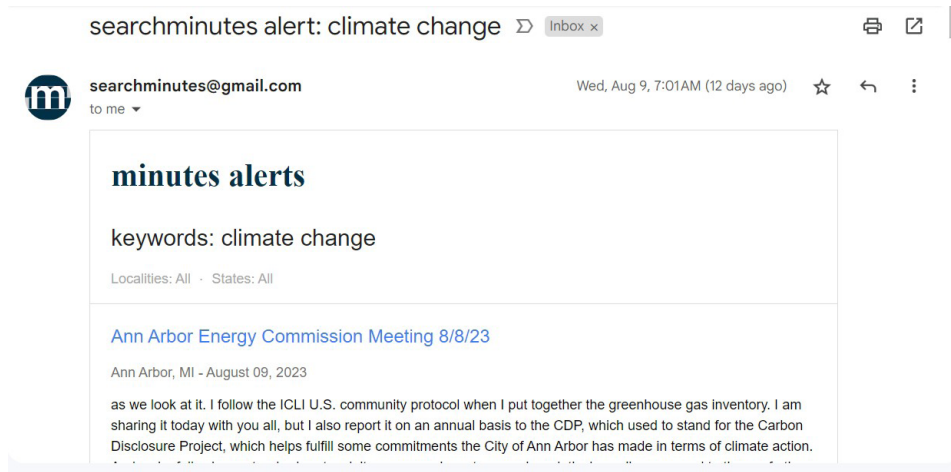 searchminutes alert: climate change Inbox ×
searchminutes@gmail.com Wed, Aug 9, 7:01 AM (12 days ago)
to me
m
minutes alerts
keywords: climate change
Localities: All · States: All
Ann Arbor Energy Commission Meeting 8/8/23
Ann Arbor, MI - August 09, 2023
as we look at it. I follow the ICLI U.S. community protocol when I put together the greenhouse gas inventory. I am
sharing it today with you all, but I also report it on an annual basis to the CDP, which used to stand for the Carbon
Disclosure Project, which helps fulfill some commitments the City of Ann Arbor has made in terms of climate action.